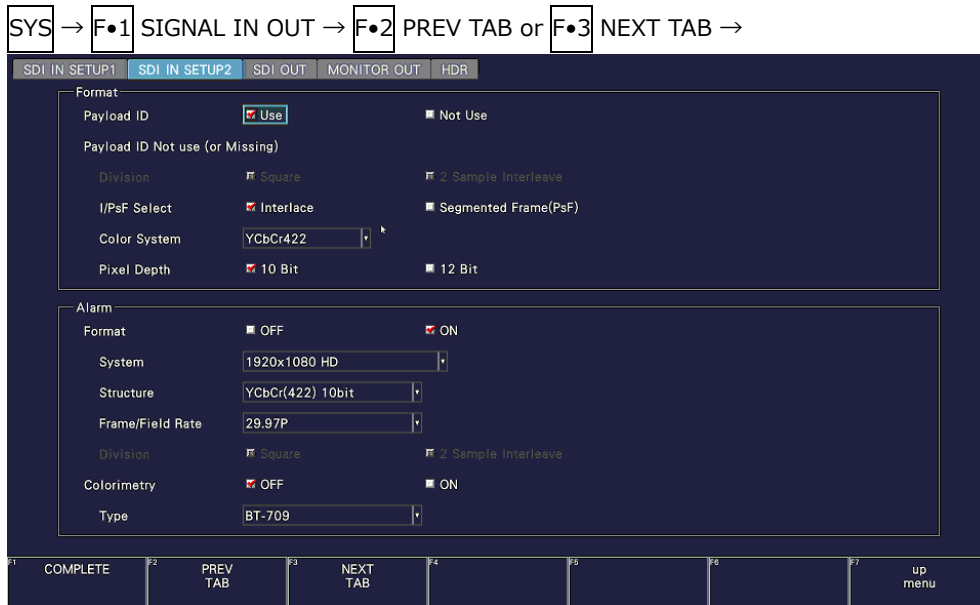 SYS → F•1 SIGNAL IN OUT → F•2 PREV TAB or F•3 NEXT TAB →
SDI IN SETUP1 SDI IN SETUP2 SDI OUT MONITOR OUT HDR
Format
Payload ID Use Not Use
Payload ID Not use (or Missing)
Division Square 2 Sample Interleave
I/PsF Select Interlace Segmented Frame(PsF)
Color System YCbCr422
Pixel Depth 10 Bit 12 Bit
Alarm
Format OFF ON
System 1920x1080 HD
Structure YCbCr(422) 10bit
Frame/Field Rate 29.97P
Division Square 2 Sample Interleave
Colorimetry OFF ON
Type BT-709
F1 COMPLETE F2 PREV TAB F3 NEXT TAB F4 F5 F6 F7 up menu